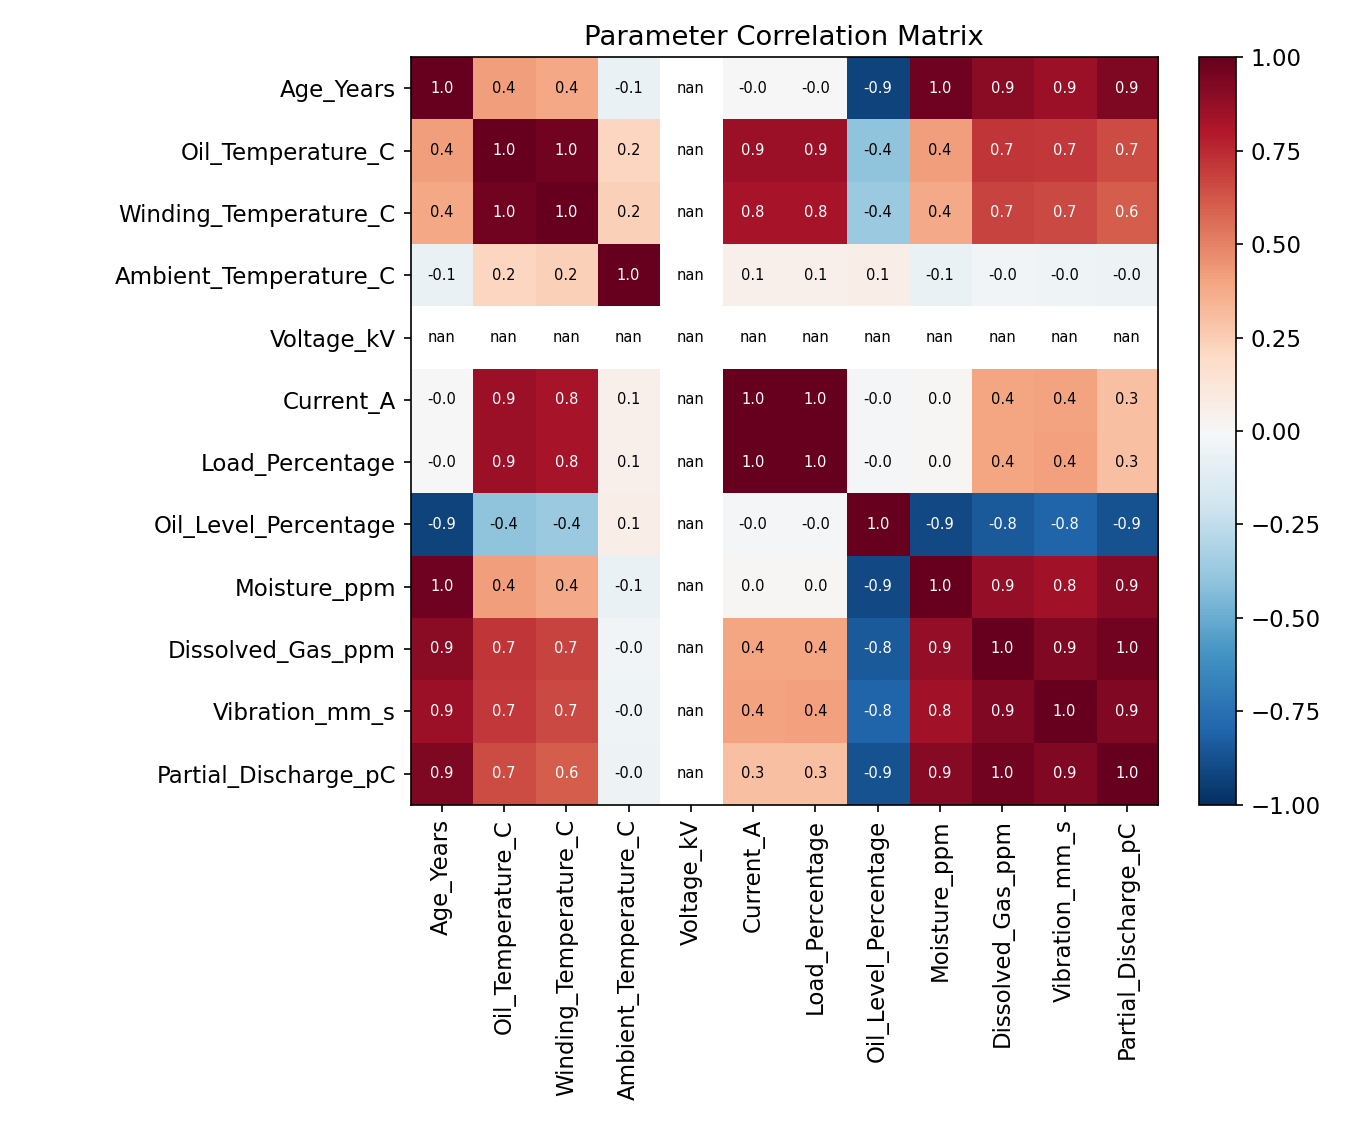 Parameter Correlation Matrix
Age_Years 1.0 0.4 0.4 -0.1 nan -0.0 -0.0 -0.9 1.0 0.9 0.9 0.9
Oil_Temperature_C 0.4 1.0 1.0 0.2 nan 0.9 0.9 -0.4 0.4 0.7 0.7 0.7
Winding_Temperature_C 0.4 1.0 1.0 0.2 nan 0.8 0.8 -0.4 0.4 0.7 0.7 0.6
Ambient_Temperature_C -0.1 0.2 0.2 1.0 nan 0.1 0.1 0.1 -0.1 -0.0 -0.0 -0.0
Voltage_kV nan nan nan nan nan nan nan nan nan nan nan nan
Current_A -0.0 0.9 0.8 0.1 nan 1.0 1.0 -0.0 0.0 0.4 0.4 0.3
Load_Percentage -0.0 0.9 0.8 0.1 nan 1.0 1.0 -0.0 0.0 0.4 0.4 0.3
Oil_Level_Percentage -0.9 -0.4 -0.4 0.1 nan -0.0 -0.0 1.0 -0.9 -0.8 -0.8 -0.9
Moisture_ppm 1.0 0.4 0.4 -0.1 nan 0.0 0.0 -0.9 1.0 0.9 0.8 0.9
Dissolved_Gas_ppm 0.9 0.7 0.7 -0.0 nan 0.4 0.4 -0.8 0.9 1.0 0.9 1.0
Vibration_mm_s 0.9 0.7 0.7 -0.0 nan 0.4 0.4 -0.8 0.8 0.9 1.0 0.9
Partial_Discharge_pC 0.9 0.7 0.6 -0.0 nan 0.3 0.3 -0.9 0.9 1.0 0.9 1.0
Age_Years
Oil_Temperature_C
Winding_Temperature_C
Ambient_Temperature_C
Voltage_kV
Current_A
Load_Percentage
Oil_Level_Percentage
Moisture_ppm
Dissolved_Gas_ppm
Vibration_mm_s
Partial_Discharge_pC
1.00
0.75
0.50
0.25
0.00
−0.25
−0.50
−0.75
−1.00